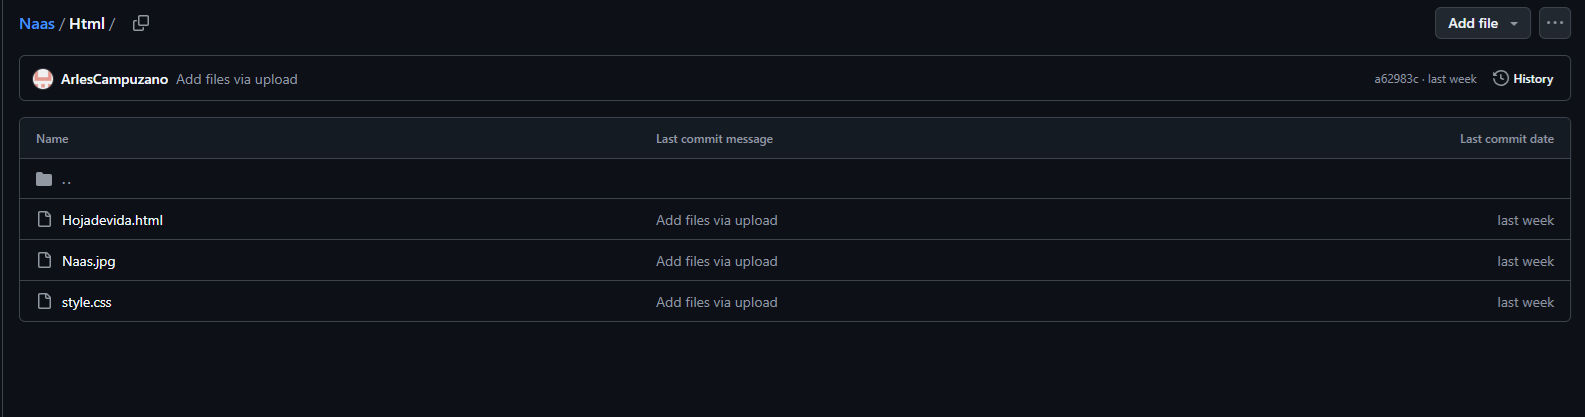 Naas / Html /
Add file
ArlesCampuzano Add files via upload
a62983c · last week
History
Name Last commit message Last commit date
..
Hojadevida.html Add files via upload last week
Naas.jpg Add files via upload last week
style.css Add files via upload last week